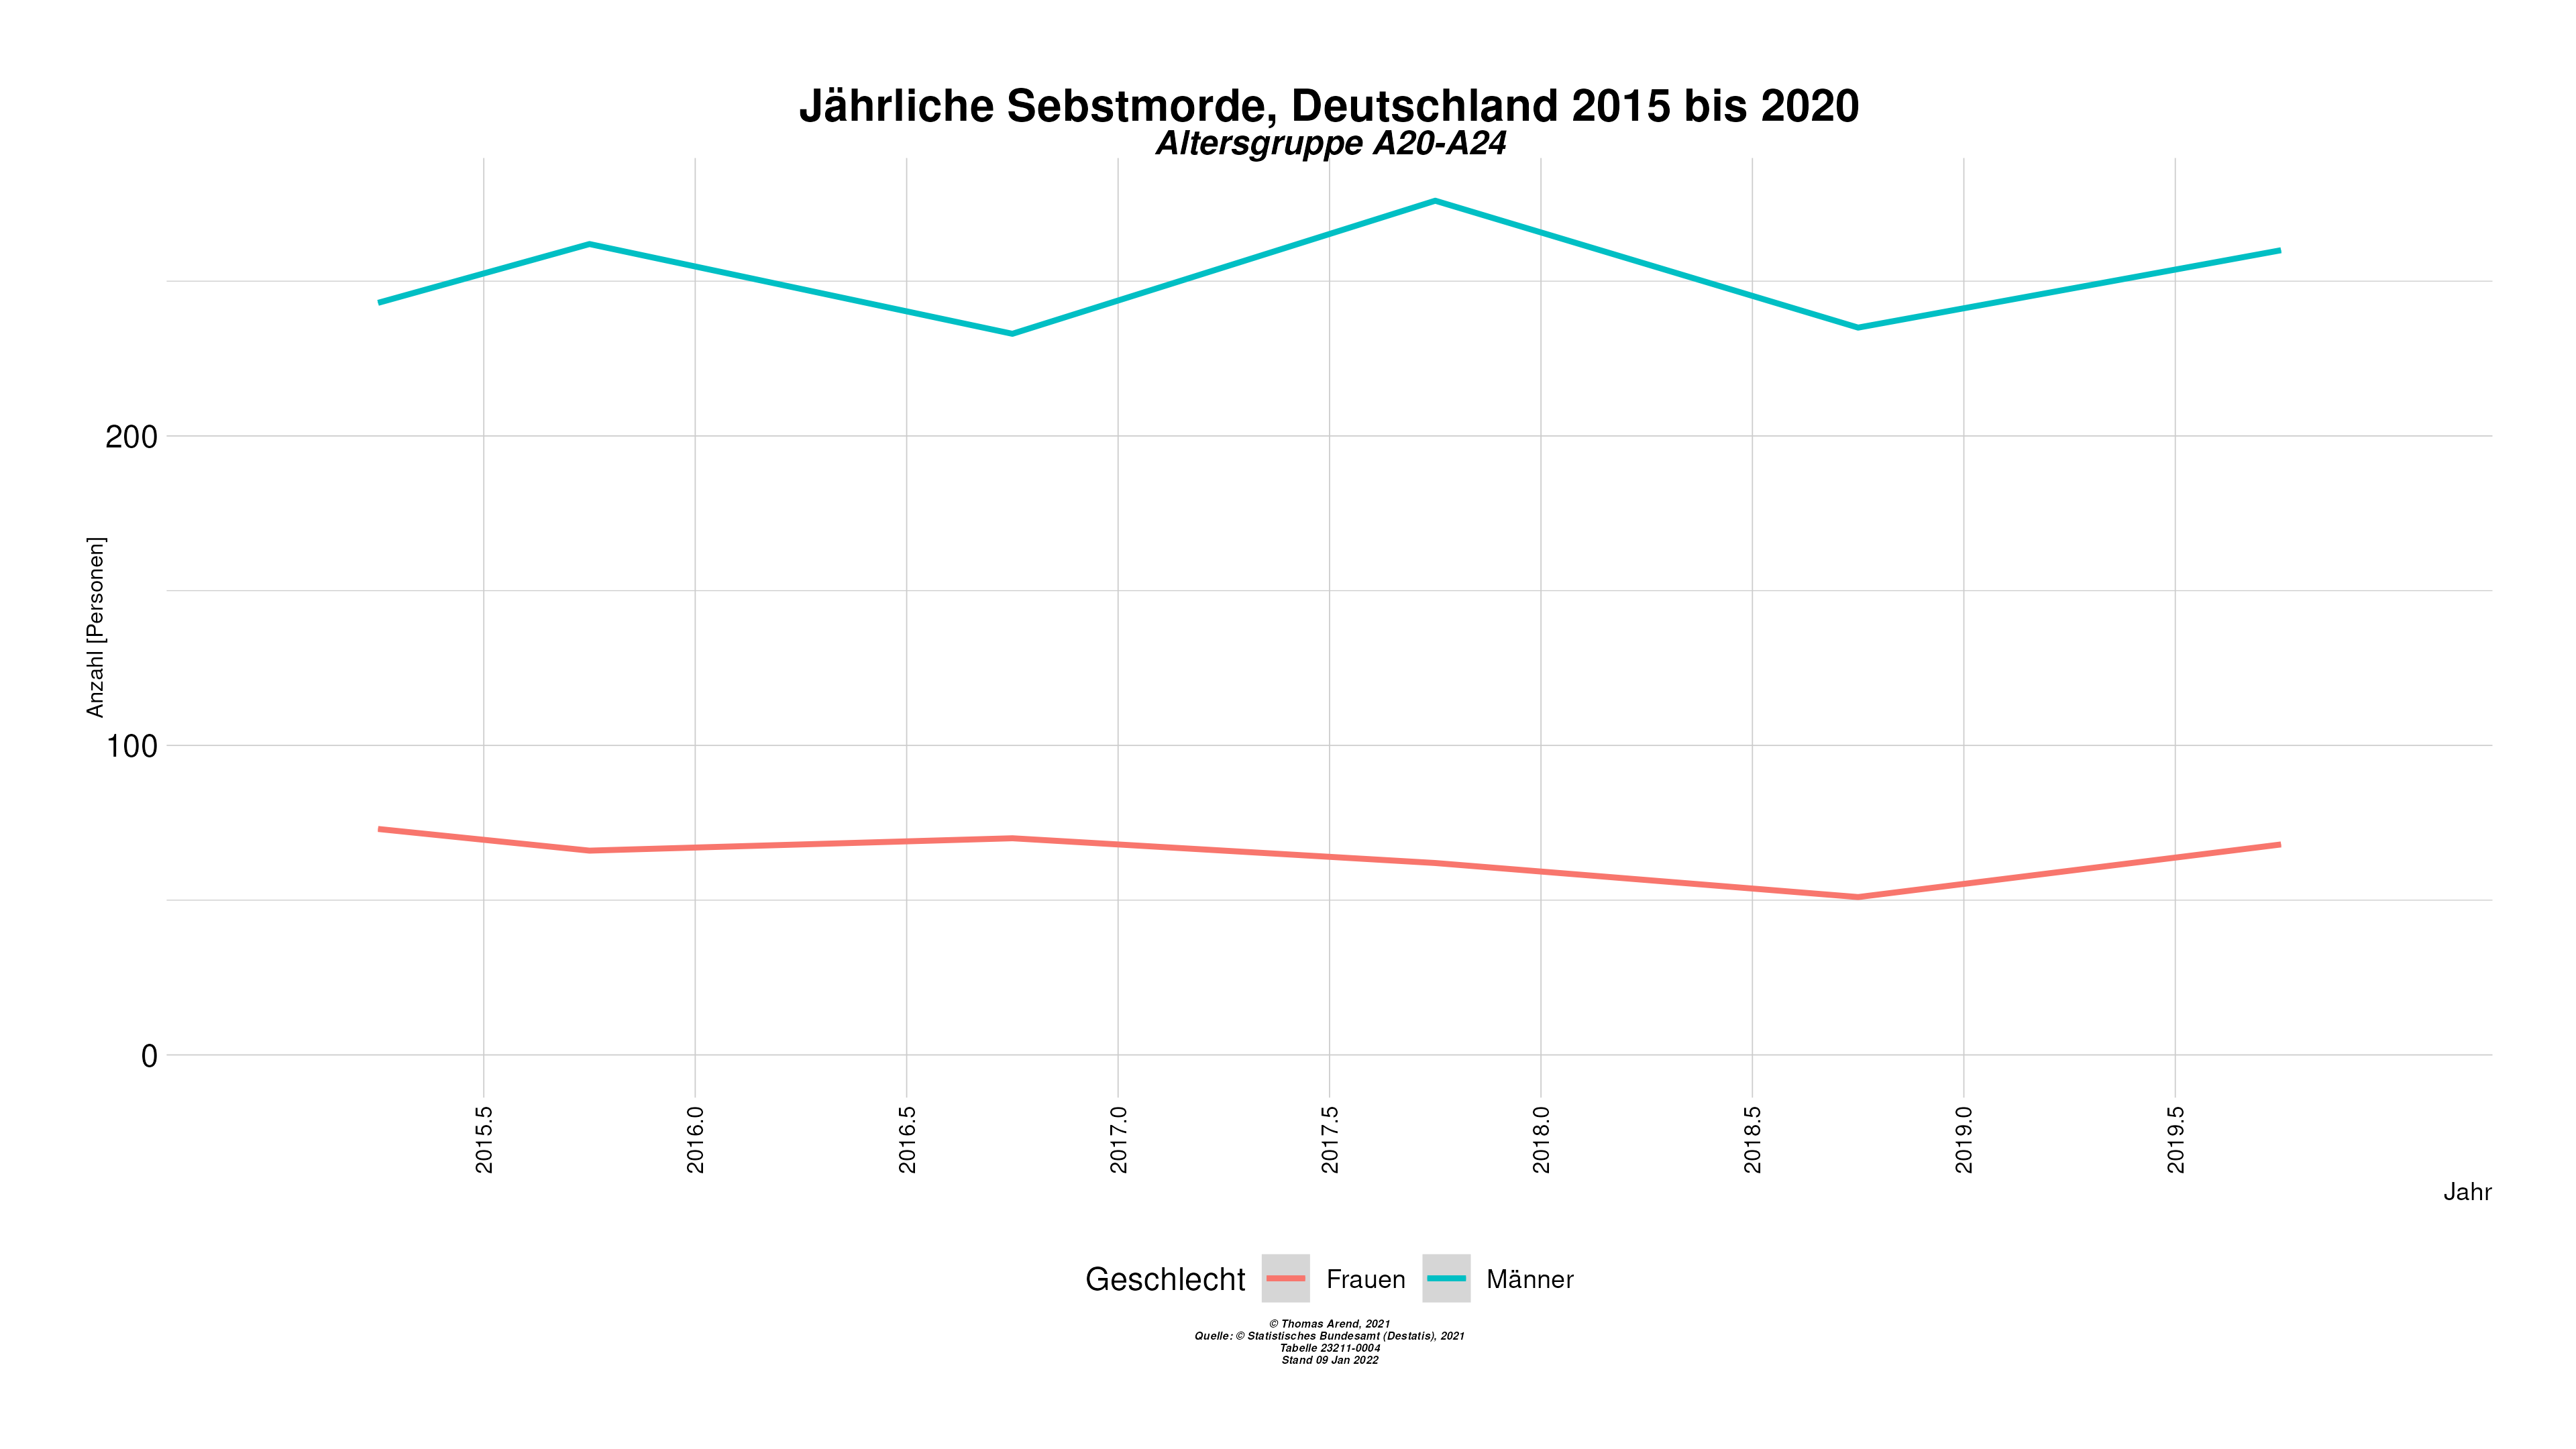 Jährliche Sebstmorde, Deutschland 2015 bis 2020
Altersgruppe A20-A24
Anzahl [Personen]
200
100
0
2015.5
2016.0
2016.5
2017.0
2017.5
2018.0
2018.5
2019.0
2019.5
Jahr
Geschlecht Frauen Männer
© Thomas Arend, 2021
Quelle: © Statistisches Bundesamt (Destatis), 2021
Tabelle 23211-0004
Stand 09 Jan 2022